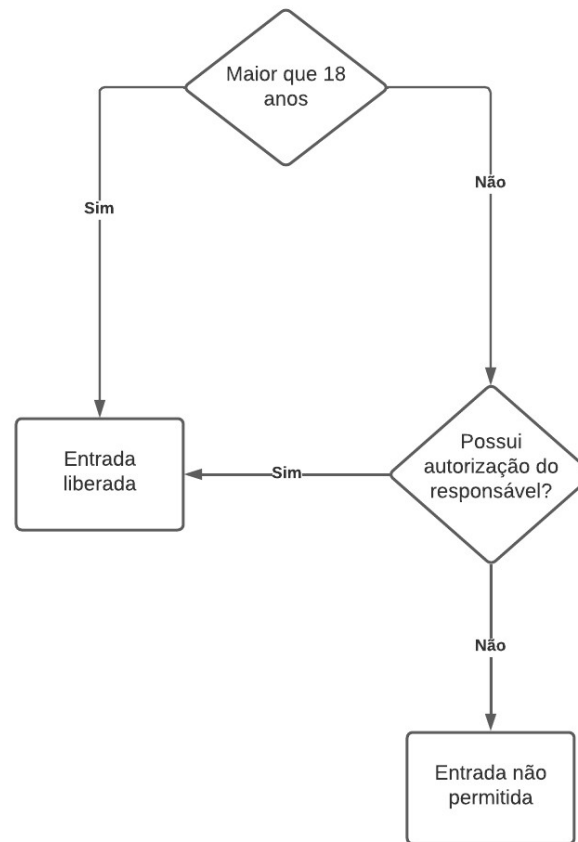 Maior que 18
anos
Sim
Não
Entrada
liberada
Sim
Possui
autorização do
responsável?
Não
Entrada não
permitida